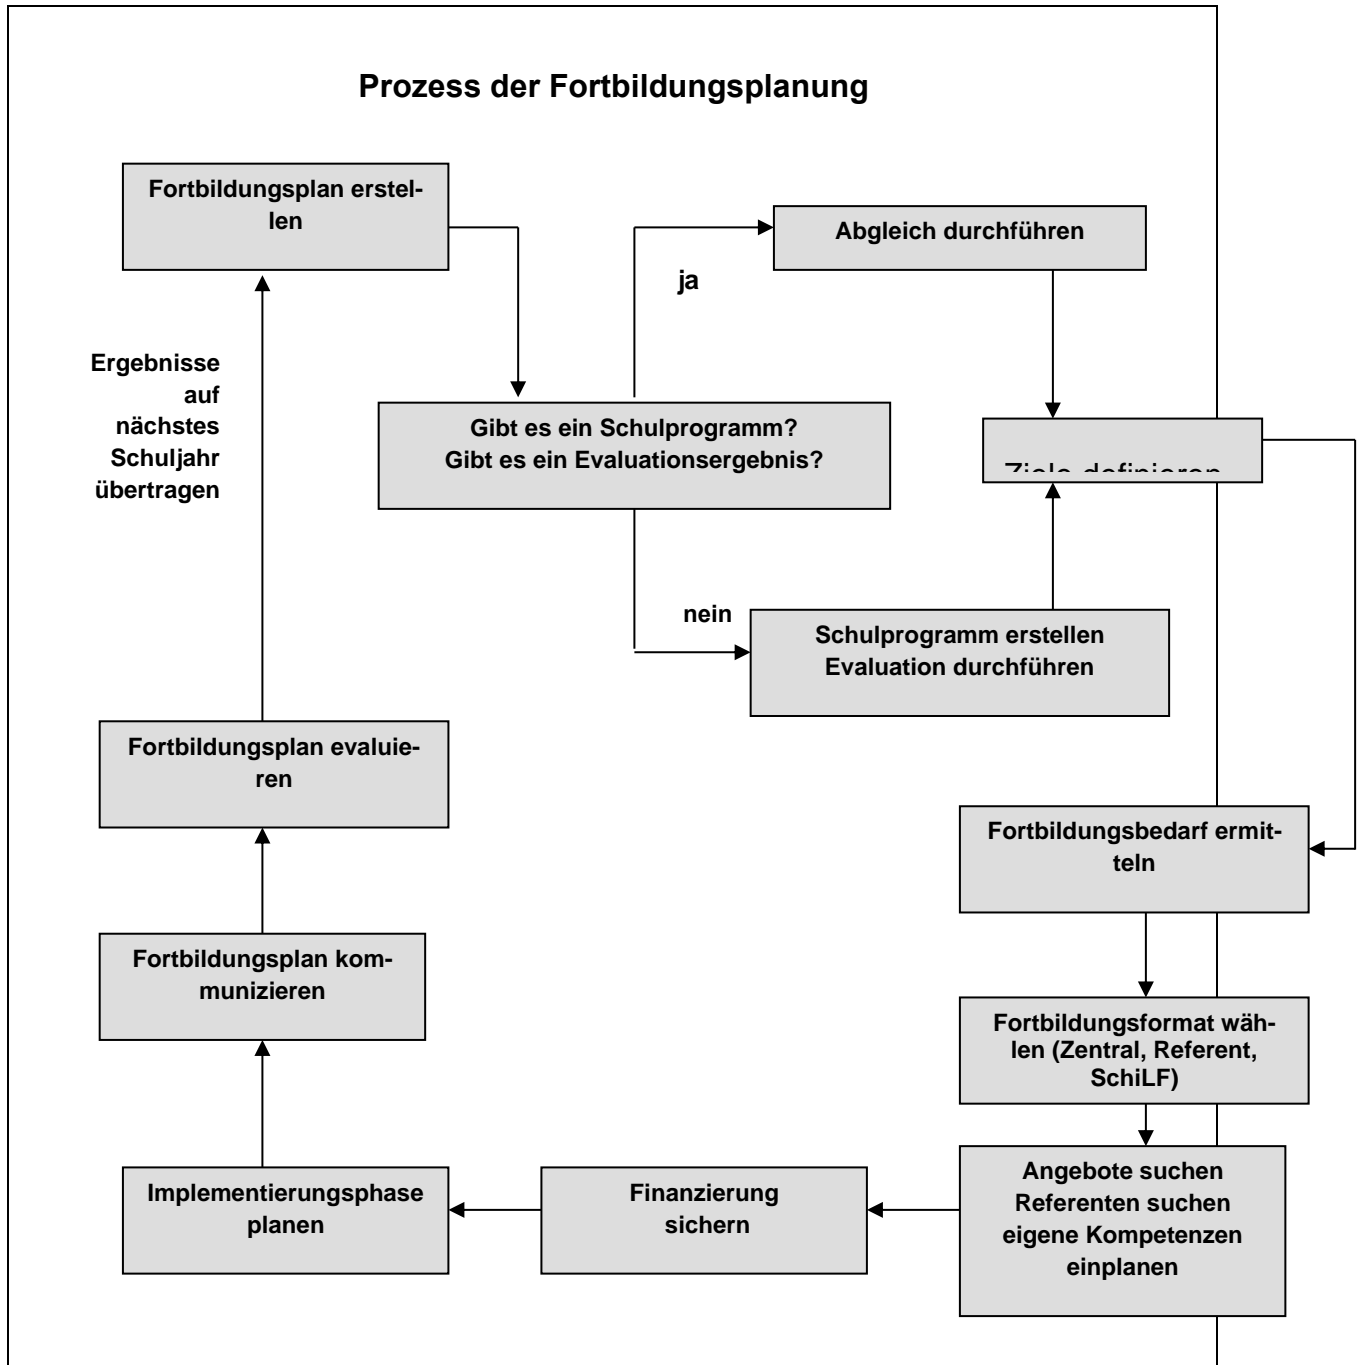 Prozess der Fortbildungsplanung
Fortbildungsplan erstel-
len
Abgleich durchführen
ja
Ergebnisse
auf
nächstes
Schuljahr
übertragen
Gibt es ein Schulprogramm?
Gibt es ein Evaluationsergebnis?
Ziele definieren
nein
Schulprogramm erstellen
Evaluation durchführen
Fortbildungsplan evaluie-
ren
Fortbildungsbedarf ermit-
teln
Fortbildungsplan kom-
munizieren
Fortbildungsformat wäh-
len (Zentral, Referent,
SchiLF)
Implementierungsphase
planen
Finanzierung
sichern
Angebote suchen
Referenten suchen
eigene Kompetenzen
einplanen